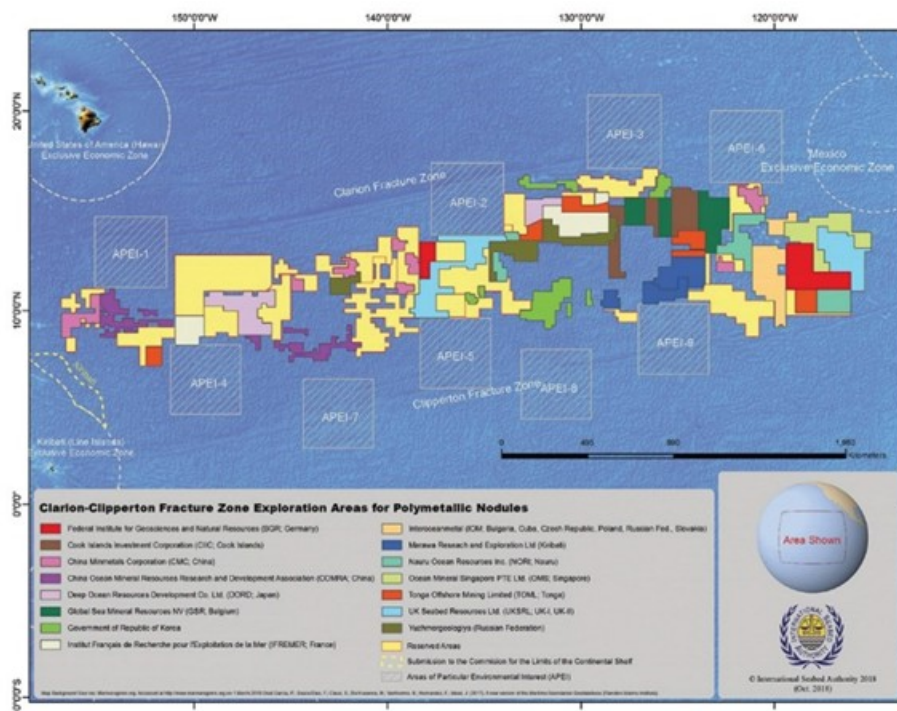 150°0'0"W 140°0'0"W 130°0'0"W 120°0'0"W
20°0'0"N
10°0'0"N
0°0'0"
United States of America (Hawaii)
Exclusive Economic Zone
Mexico
Exclusive Economic Zone
Clarion Fracture Zone
APEI-1
APEI-2
APEI-3
APEI-6
APEI-4
APEI-5
APEI-9
APEI-7
APEI-8
Clipperton Fracture Zone
Kiribati (Line Islands)
Exclusive Economic Zone
0
Kilometers
Clarion-Clipperton Fracture Zone Exploration Areas for Polymetallic Nodules
Federal Institute for Geosciences and Natural Resources (BGR; Germany)
Cook Islands Investment Corporation (CIIC; Cook Islands)
China Minmetals Corporation (CMC; China)
China Ocean Mineral Resources Research and Development Association (COMRA; China)
Deep Ocean Resources Development Co. Ltd. (DORD; Japan)
Global Sea Mineral Resources NV (GSR; Belgium)
Government of Republic of Korea
Institut Français de Recherche pour l'Exploitation de la Mer (IFREMER; France)
Interoceanmetal (IOM; Bulgaria, Cuba, Czech Republic, Poland, Russian Fed., Slovakia)
Marawa Research and Exploration Ltd (Kiribati)
Nauru Ocean Resources Inc. (NORI; Nauru)
Ocean Mineral Singapore PTE Ltd. (OMS; Singapore)
Tonga Offshore Mining Limited (TOML; Tonga)
UK Seabed Resources Ltd. (UKSRL; UK-I, UK-II)
Yuzhmorgeologiya (Russian Federation)
Reserved Areas
Submission to the Commision for the Limits of the Continental Shelf
Areas of Particular Environmental Interest (APEI)
Area Shown
INTERNATIONAL SEABED AUTHORITY
© International Seabed Authority 2018
(Oct. 2018)